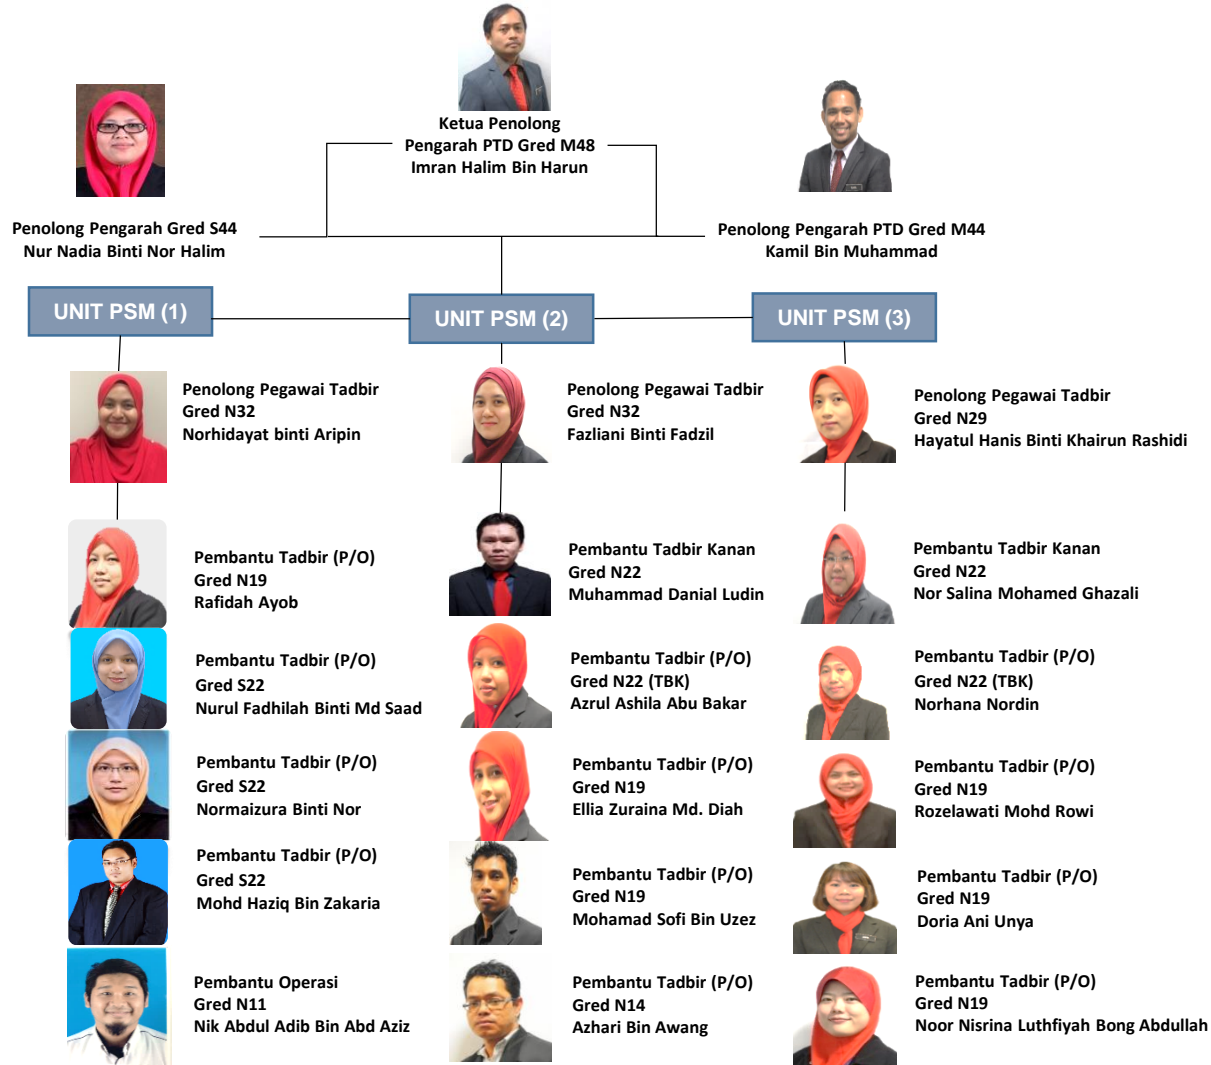 Ketua Penolong
Pengarah PTD Gred M48
Imran Halim Bin Harun
Penolong Pengarah Gred S44
Nur Nadia Binti Nor Halim
Penolong Pengarah PTD Gred M44
Kamil Bin Muhammad
UNIT PSM (1)
UNIT PSM (2)
UNIT PSM (3)
Penolong Pegawai Tadbir
Gred N32
Norhidayat binti Aripin
Penolong Pegawai Tadbir
Gred N32
Fazliani Binti Fadzil
Penolong Pegawai Tadbir
Gred N29
Hayatul Hanis Binti Khairun Rashidi
Pembantu Tadbir (P/O)
Gred N19
Rafidah Ayob
Pembantu Tadbir Kanan
Gred N22
Muhammad Danial Ludin
Pembantu Tadbir Kanan
Gred N22
Nor Salina Mohamed Ghazali
Pembantu Tadbir (P/O)
Gred S22
Nurul Fadhilah Binti Md Saad
Pembantu Tadbir (P/O)
Gred N22 (TBK)
Azrul Ashila Abu Bakar
Pembantu Tadbir (P/O)
Gred N22 (TBK)
Norhana Nordin
Pembantu Tadbir (P/O)
Gred S22
Normaizura Binti Nor
Pembantu Tadbir (P/O)
Gred N19
Ellia Zuraina Md. Diah
Pembantu Tadbir (P/O)
Gred N19
Rozelawati Mohd Rowi
Pembantu Tadbir (P/O)
Gred S22
Mohd Haziq Bin Zakaria
Pembantu Tadbir (P/O)
Gred N19
Mohamad Sofi Bin Uzez
Pembantu Tadbir (P/O)
Gred N19
Doria Ani Unya
Pembantu Operasi
Gred N11
Nik Abdul Adib Bin Abd Aziz
Pembantu Tadbir (P/O)
Gred N14
Azhari Bin Awang
Pembantu Tadbir (P/O)
Gred N19
Noor Nisrina Luthfiyah Bong Abdullah